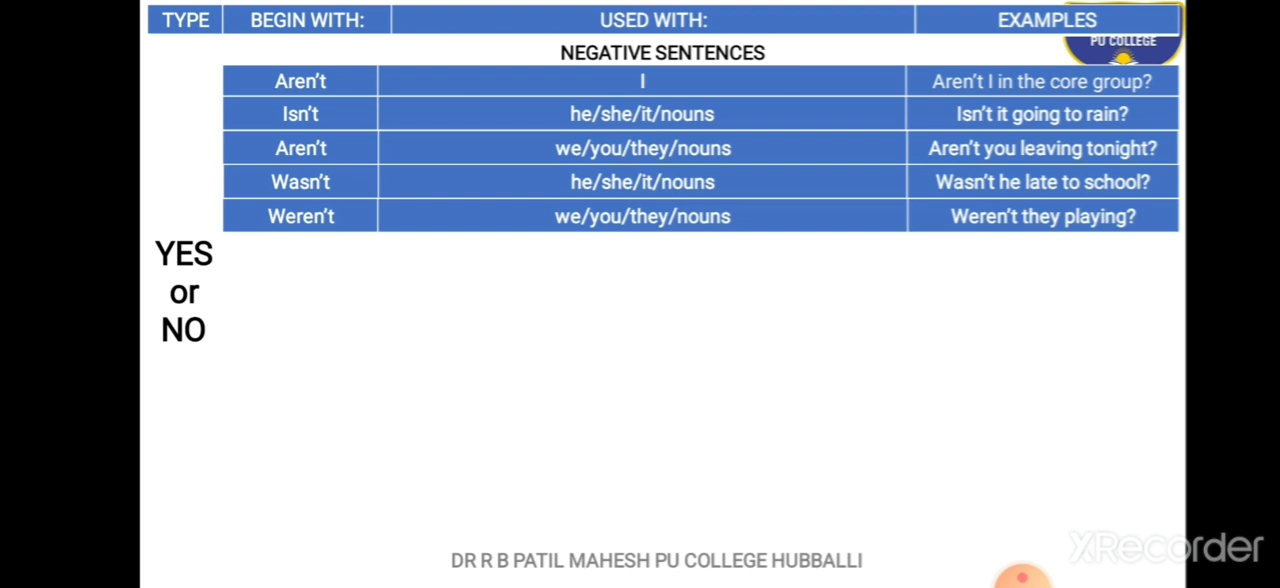 TYPE BEGIN WITH: USED WITH: EXAMPLES
PU COLLEGE
NEGATIVE SENTENCES
Aren't I Aren't I in the core group?
Isn't he/she/it/nouns Isn't it going to rain?
Aren't we/you/they/nouns Aren't you leaving tonight?
Wasn't he/she/it/nouns Wasn't he late to school?
Weren't we/you/they/nouns Weren't they playing?
YES
or
NO
DR R B PATIL MAHESH PU COLLEGE HUBBALLI
XRecorder